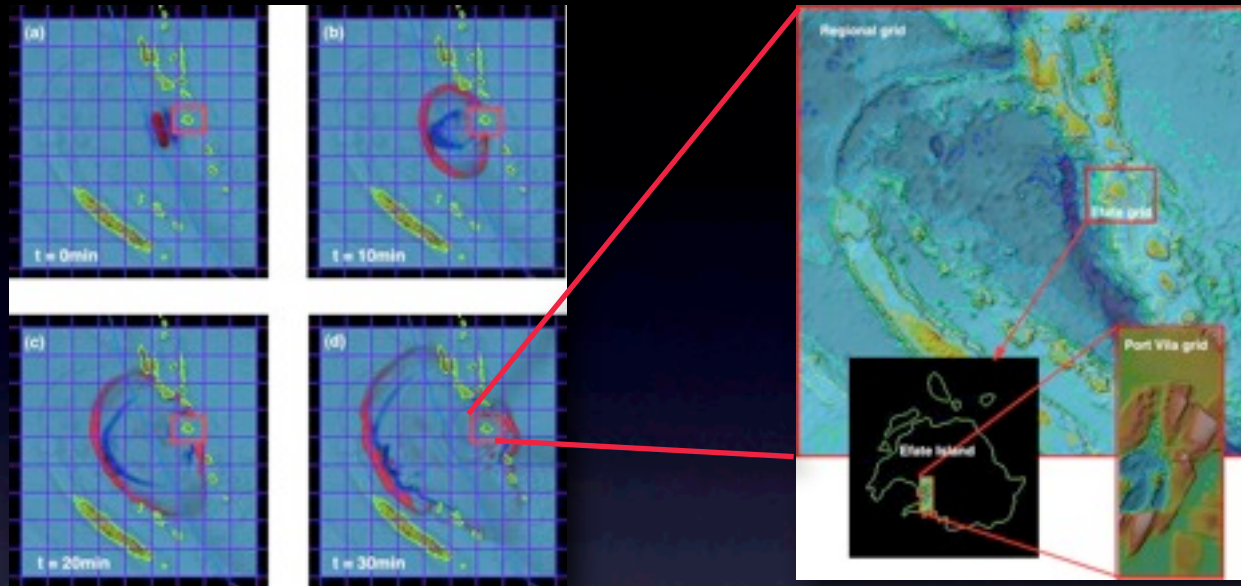 (a)
t = 0min
(b)
t = 10min
(c)
t = 20min
(d)
t = 30min
Regional grid
Efate grid
Efate Island
Port Vila grid